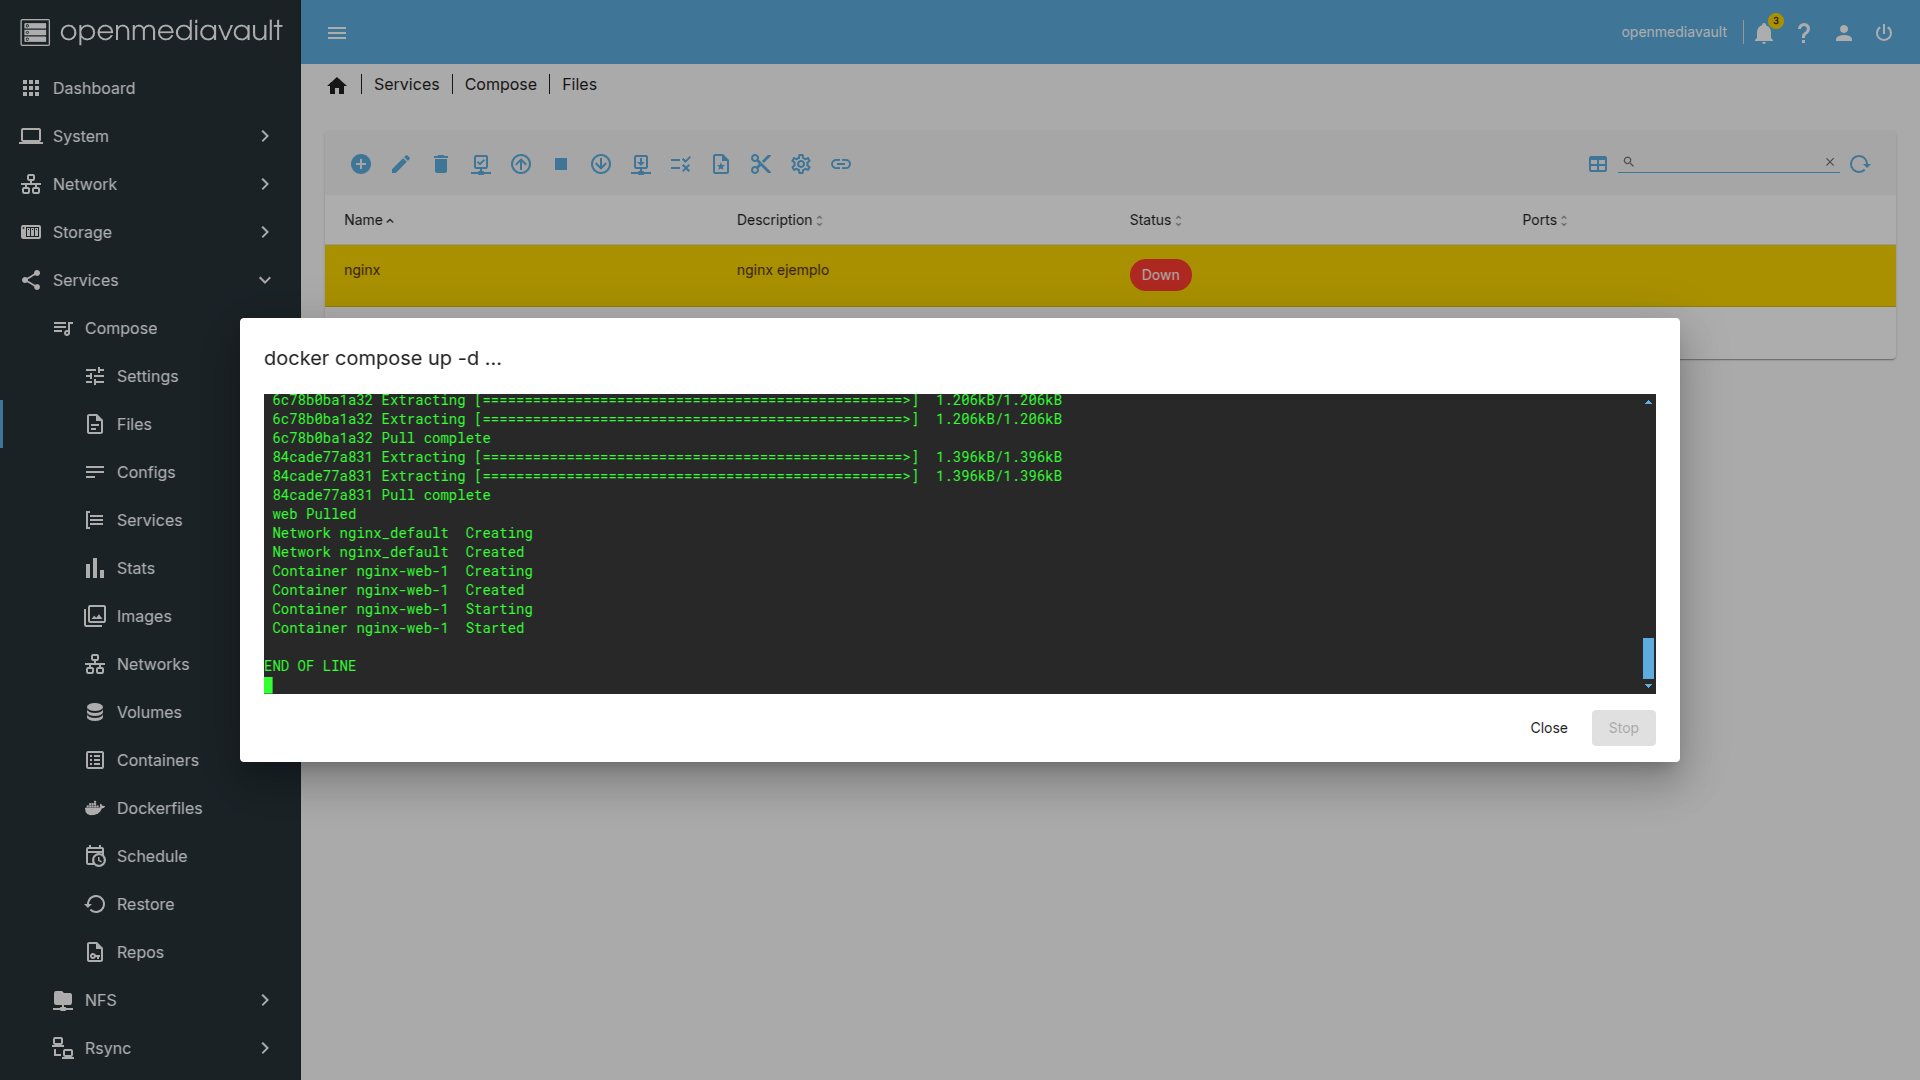 openmediavault
openmediavault
3
Dashboard
System
Network
Storage
Services
Compose
Settings
Files
Configs
Services
Stats
Images
Networks
Volumes
Containers
Dockerfiles
Schedule
Restore
Repos
NFS
Rsync
Services | Compose | Files
Name Description Status Ports
nginx nginx ejemplo Down
docker compose up -d ...
6c78b0ba1a32 Extracting [==================================================>] 1.206kB/1.206kB
6c78b0ba1a32 Extracting [==================================================>] 1.206kB/1.206kB
6c78b0ba1a32 Pull complete
84cade77a831 Extracting [==================================================>] 1.396kB/1.396kB
84cade77a831 Extracting [==================================================>] 1.396kB/1.396kB
84cade77a831 Pull complete
web Pulled
Network nginx_default Creating
Network nginx_default Created
Container nginx-web-1 Creating
Container nginx-web-1 Created
Container nginx-web-1 Starting
Container nginx-web-1 Started
END OF LINE
Close Stop